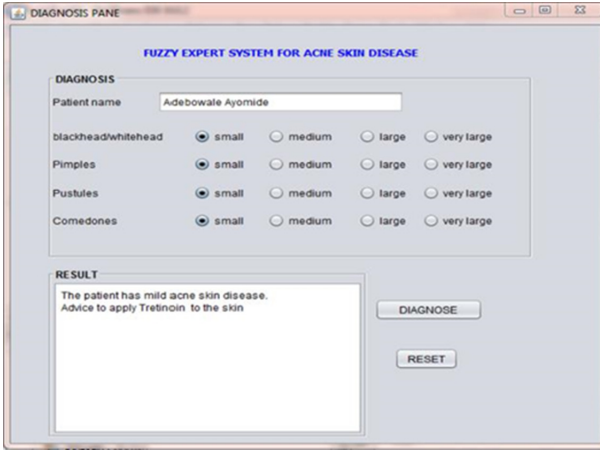 DIAGNOSIS PANE
FUZZY EXPERT SYSTEM FOR ACNE SKIN DISEASE
DIAGNOSIS
Patient name Adebowale Ayomide
blackhead/whitehead small medium large very large
Pimples small medium large very large
Pustules small medium large very large
Comedones small medium large very large
RESULT
The patient has mild acne skin disease.
Advice to apply Tretinoin to the skin
DIAGNOSE
RESET